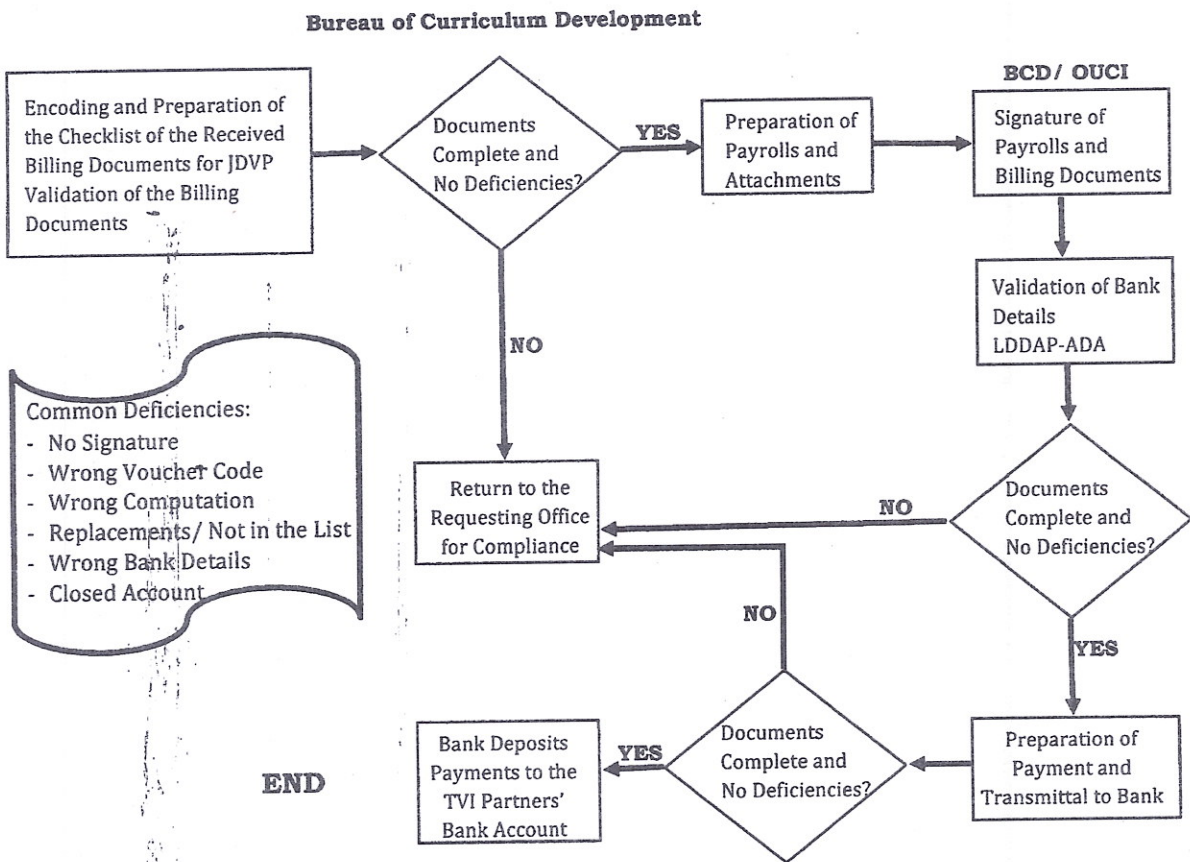 Bureau of Curriculum Development
Encoding and Preparation of
the Checklist of the Received
Billing Documents for JDVP
Validation of the Billing
Documents
Documents
Complete and
No Deficiencies?
YES
Preparation of
Payrolls and
Attachments
BCD/ OUCI
Signature of
Payrolls and
Billing Documents
Validation of Bank
Details
LDDAP-ADA
NO
Common Deficiencies:
- No Signature
- Wrong Voucher Code
- Wrong Computation
- Replacements/ Not in the List
- Wrong Bank Details
- Closed Account
Return to the
Requesting Office
for Compliance
NO
Documents
Complete and
No Deficiencies?
NO
YES
Preparation of
Payment and
Transmittal to Bank
Documents
Complete and
No Deficiencies?
YES
Bank Deposits
Payments to the
TVI Partners'
Bank Account
END